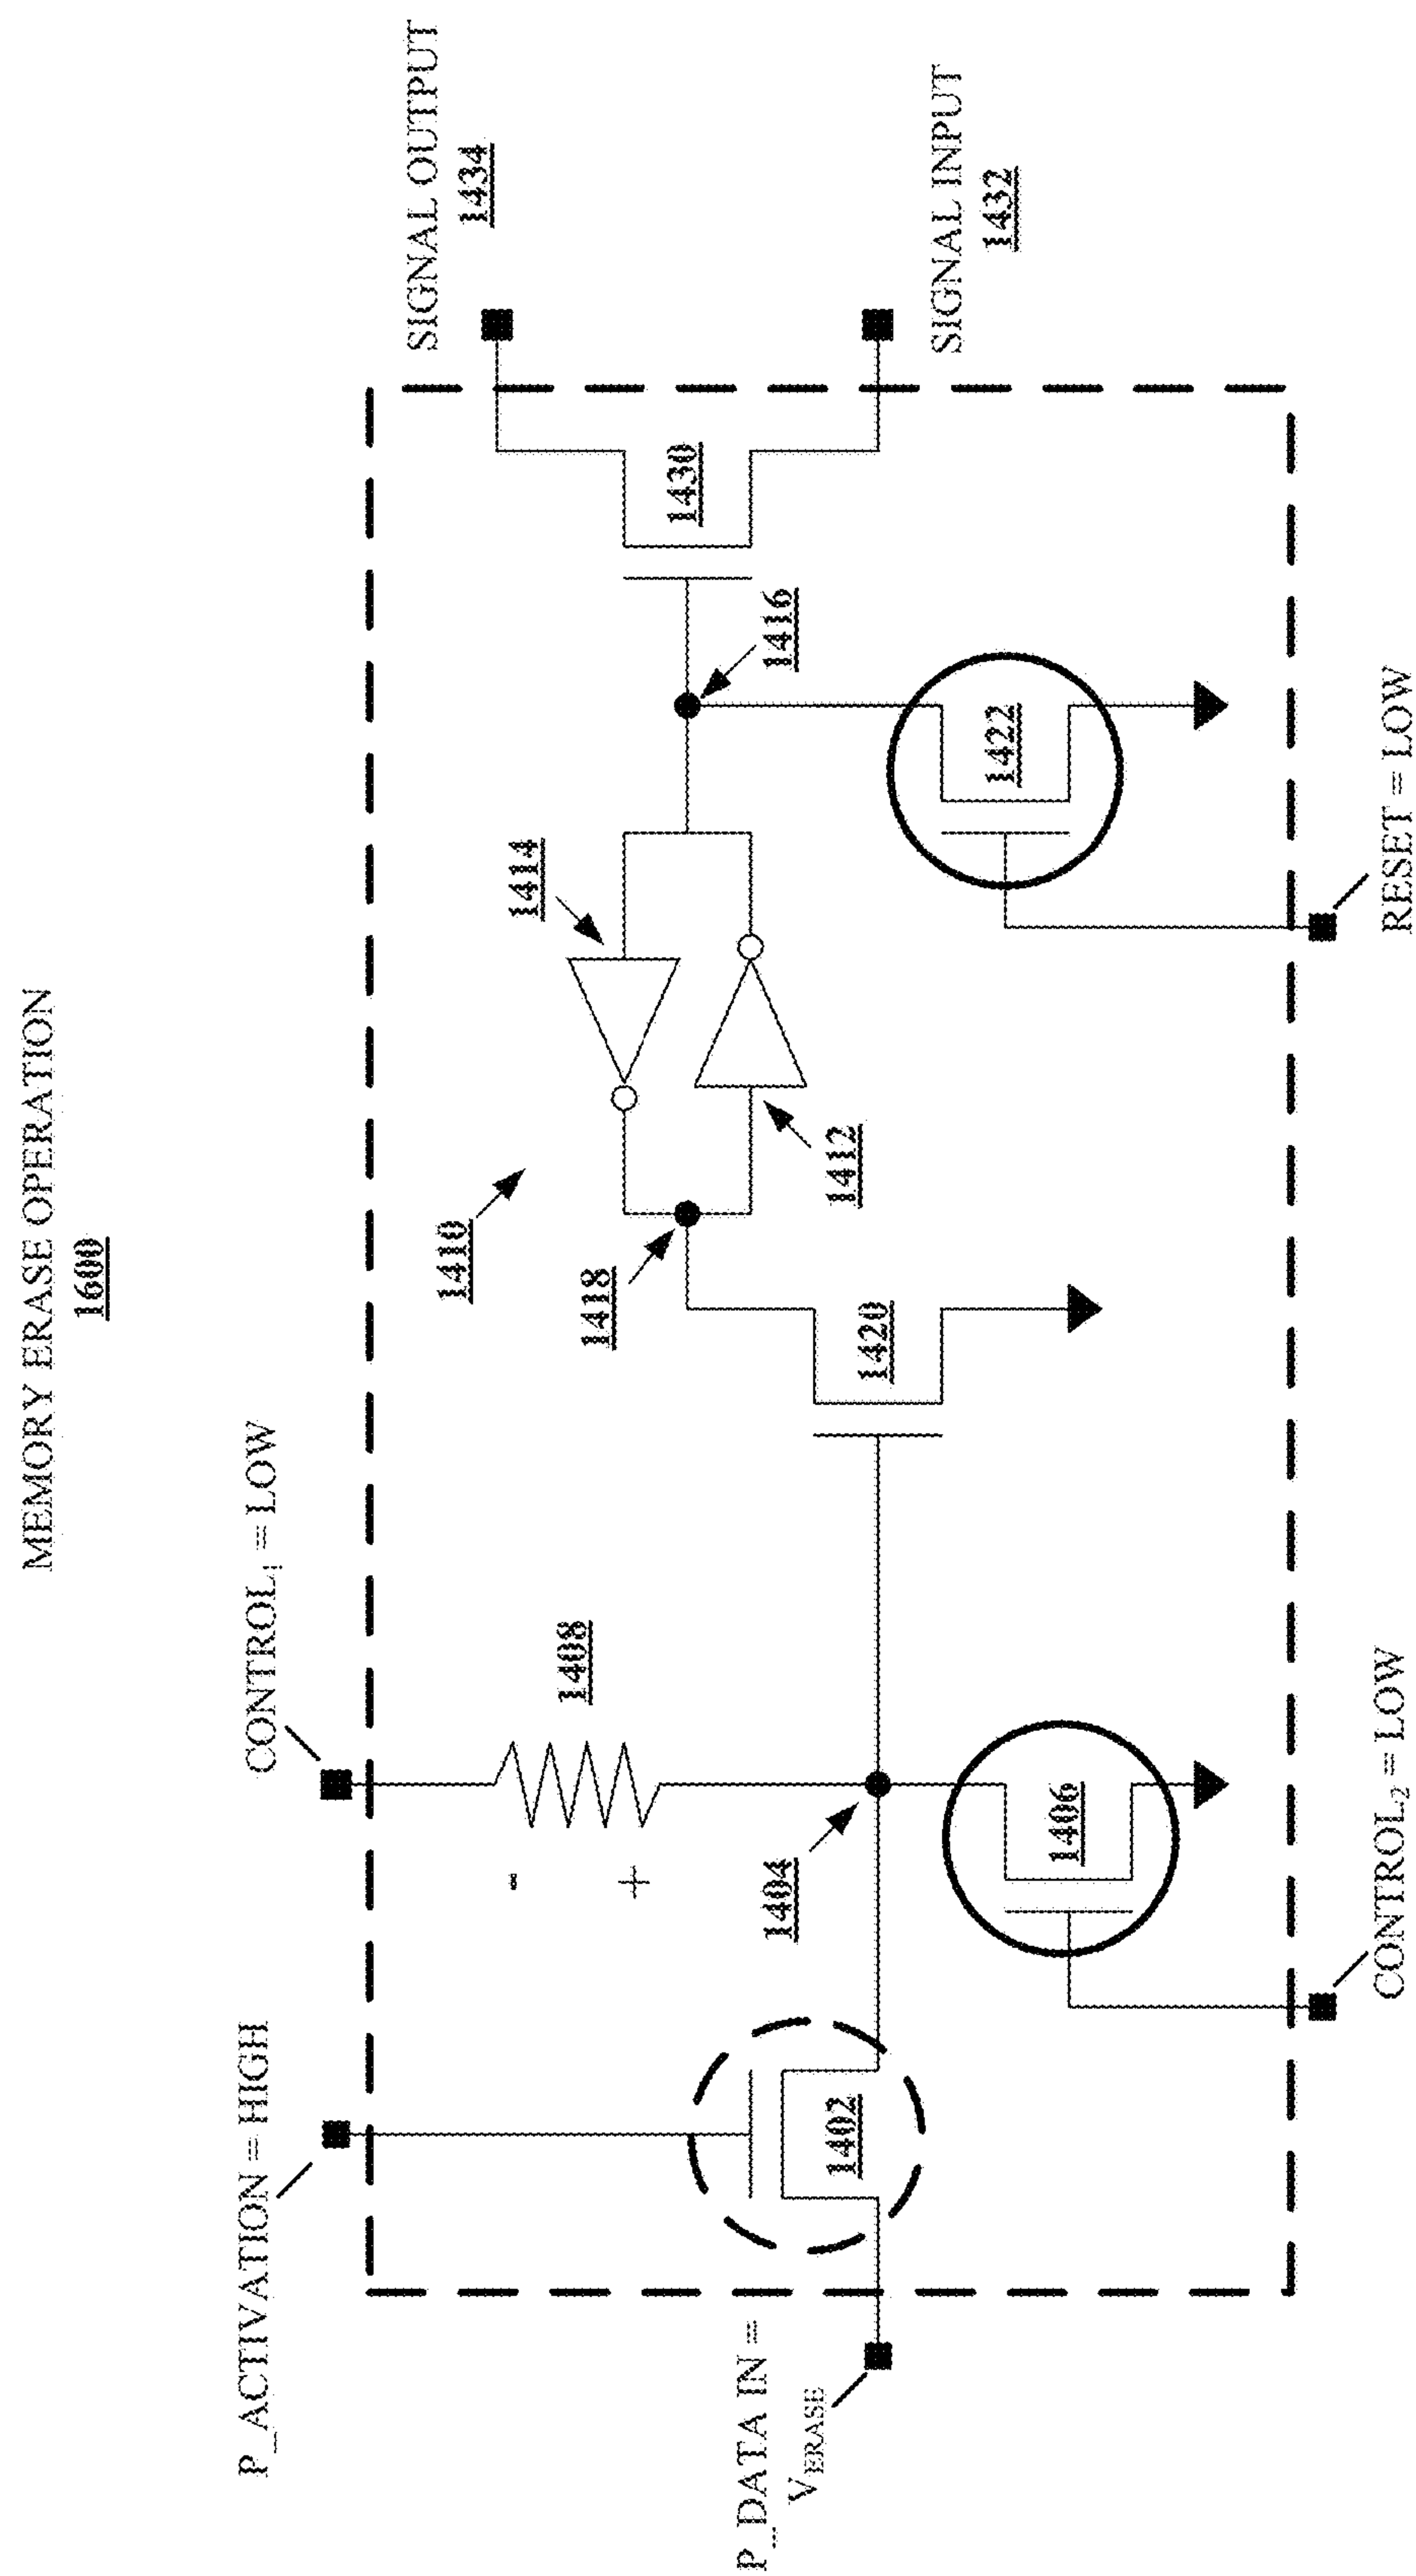 MEMORY ERASE OPERATION
1600
P_ACTIVATION = HIGH
CONTROL1 = LOW
SIGNAL OUTPUT
1434
1408
1410
1418
1414
1430
-
+
1416
P_DATA IN =
VERASE
1402
1404
1420
1412
SIGNAL INPUT
1432
1406
1422
CONTROL2 = LOW
RESET = LOW